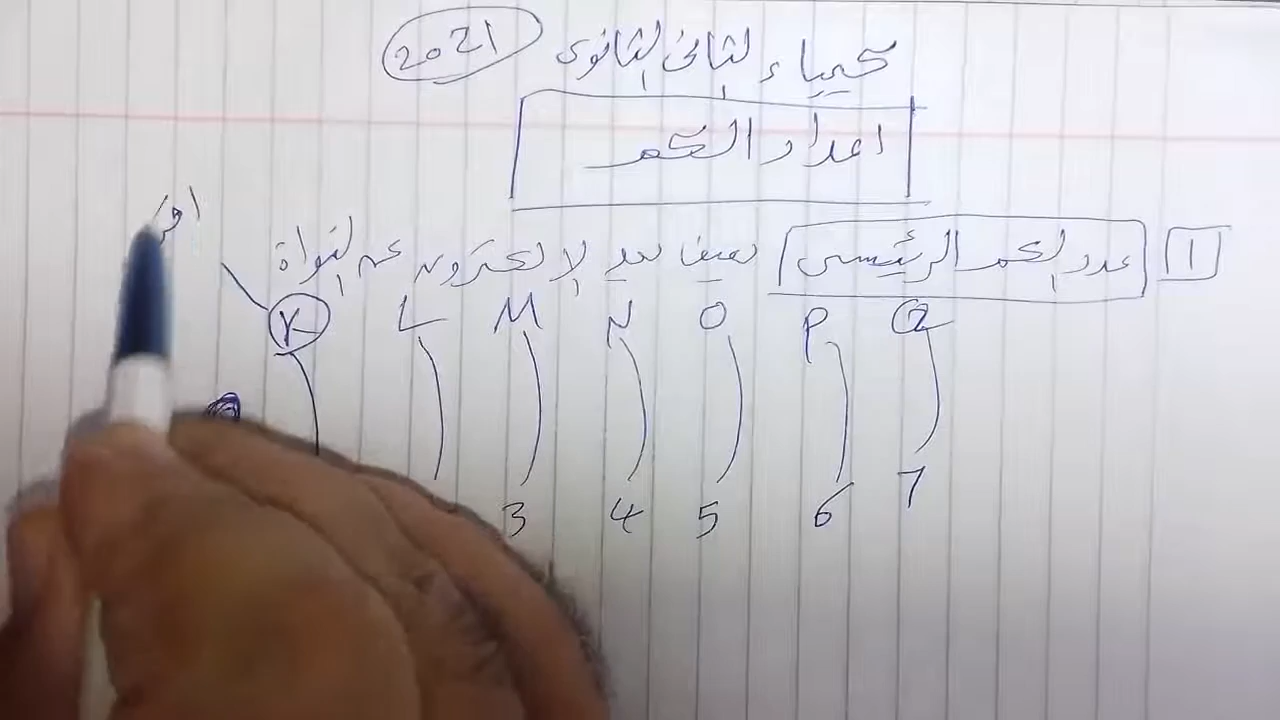 كيمياء الثانى الثانوى 2021
اعداد الكم
1 عدد الكم الرئيسى يصف بعد الإلكترون عن النواة
K L M N O P Q
3 4 5 6 7